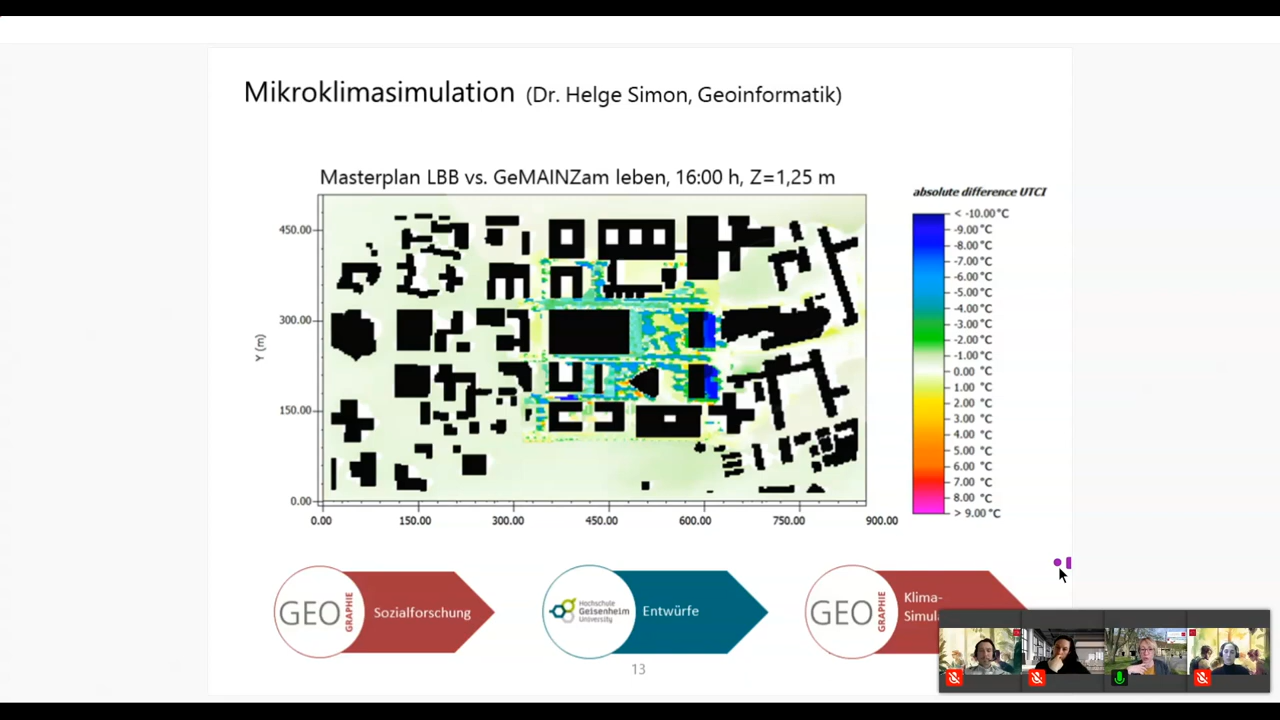 Mikroklimasimulation (Dr. Helge Simon, Geoinformatik)
Masterplan LBB vs. GeMAINZam leben, 16:00 h, Z=1,25 m
absolute difference UTCI
< -10.00 °C
-9.00 °C
-8.00 °C
-7.00 °C
-6.00 °C
-5.00 °C
-4.00 °C
-3.00 °C
-2.00 °C
-1.00 °C
0.00 °C
1.00 °C
2.00 °C
3.00 °C
4.00 °C
5.00 °C
6.00 °C
7.00 °C
8.00 °C
> 9.00 °C
Y (m)
450.00
300.00
150.00
0.00
0.00 150.00 300.00 450.00 600.00 750.00 900.00
GEO GRAPHIE
Sozialforschung
Hochschule
Geisenheim
University
Entwürfe
GEO GRAPHIE
Klima-
Simula
13